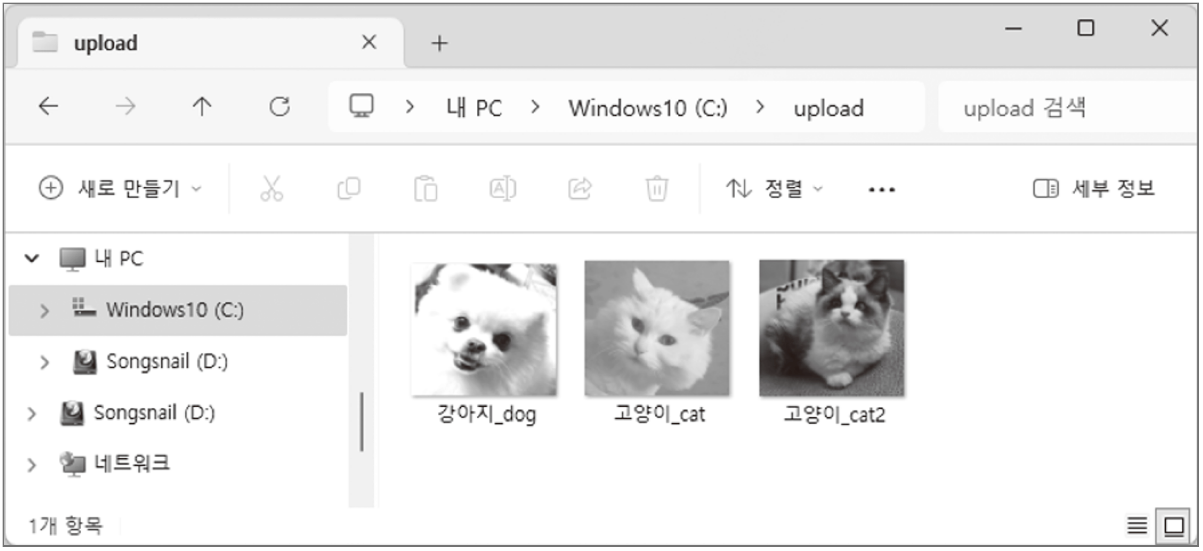 upload
내 PC > Windows10 (C:) > upload
upload 검색
새로 만들기
정렬
세부 정보
내 PC
Windows10 (C:)
Songsnail (D:)
Songsnail (D:)
네트워크
강아지_dog
고양이_cat
고양이_cat2
1개 항목